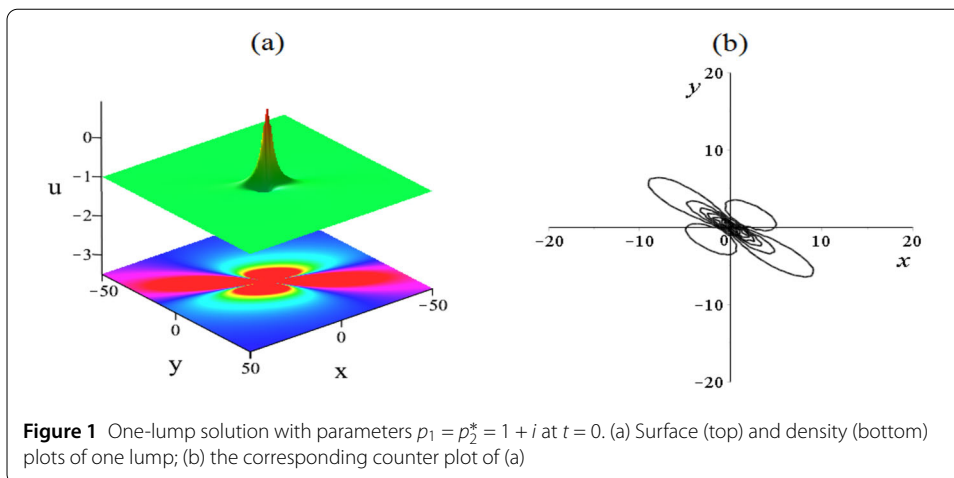 (a)
(b)
0
-1
u
-2
-3
-50
0
y
50
x
0
-50
20
y
10
-20
-10
0
10
20
x
-10
-20
Figure 1 One-lump solution with parameters p₁ = p₂* = 1 + i at t = 0. (a) Surface (top) and density (bottom)
plots of one lump; (b) the corresponding counter plot of (a)